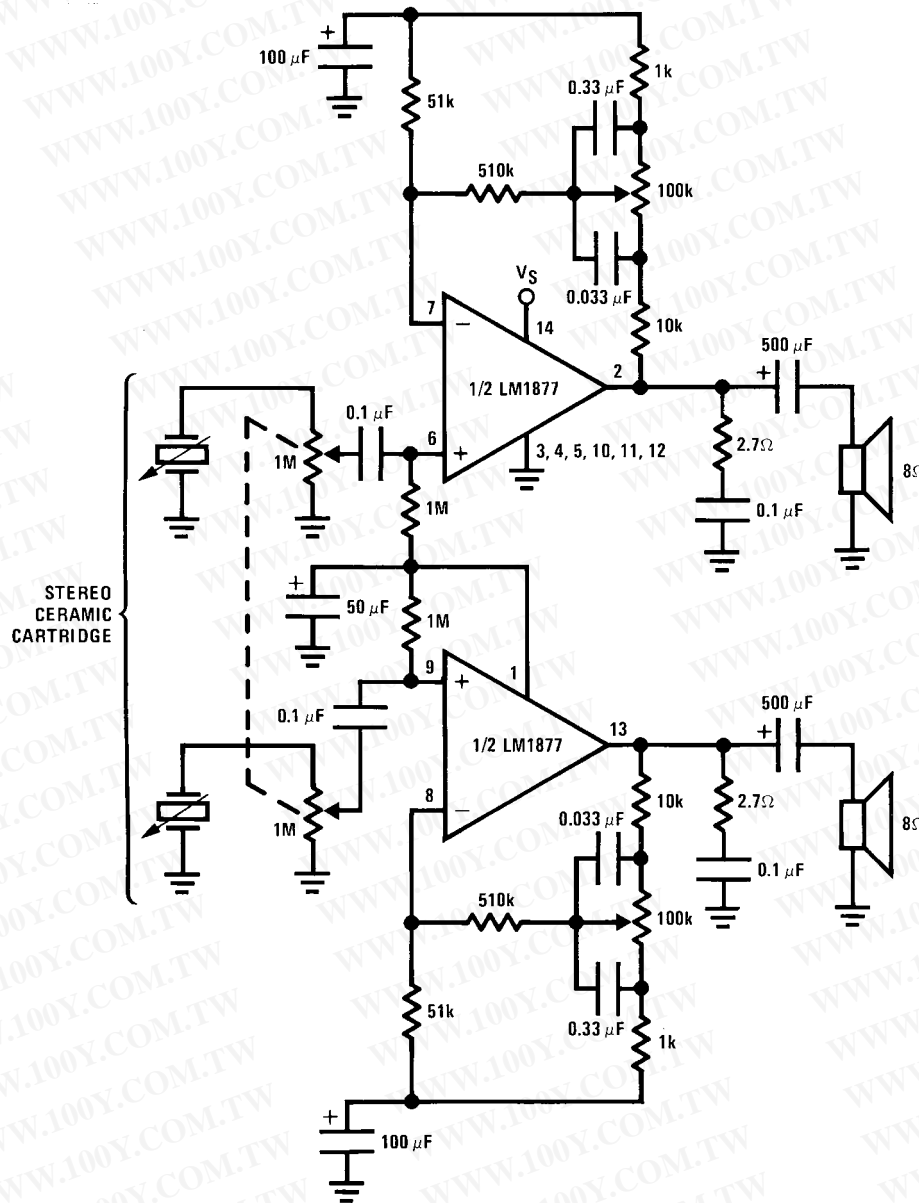 100 μF
+
51k
1k
0.33 μF
510k
100k
0.033 μF
VS
10k
7
−
14
500 μF
+
2
1/2 LM1877
0.1 μF
6
+
3, 4, 5, 10, 11, 12
2.7Ω
8Ω
1M
1M
0.1 μF
STEREO
CERAMIC
CARTRIDGE
+
50 μF
1M
9
+
1
0.1 μF
500 μF
+
13
1/2 LM1877
8
−
10k
2.7Ω
8Ω
1M
0.033 μF
0.1 μF
510k
100k
51k
0.33 μF
1k
+
100 μF
WWW.100Y.COM.TW